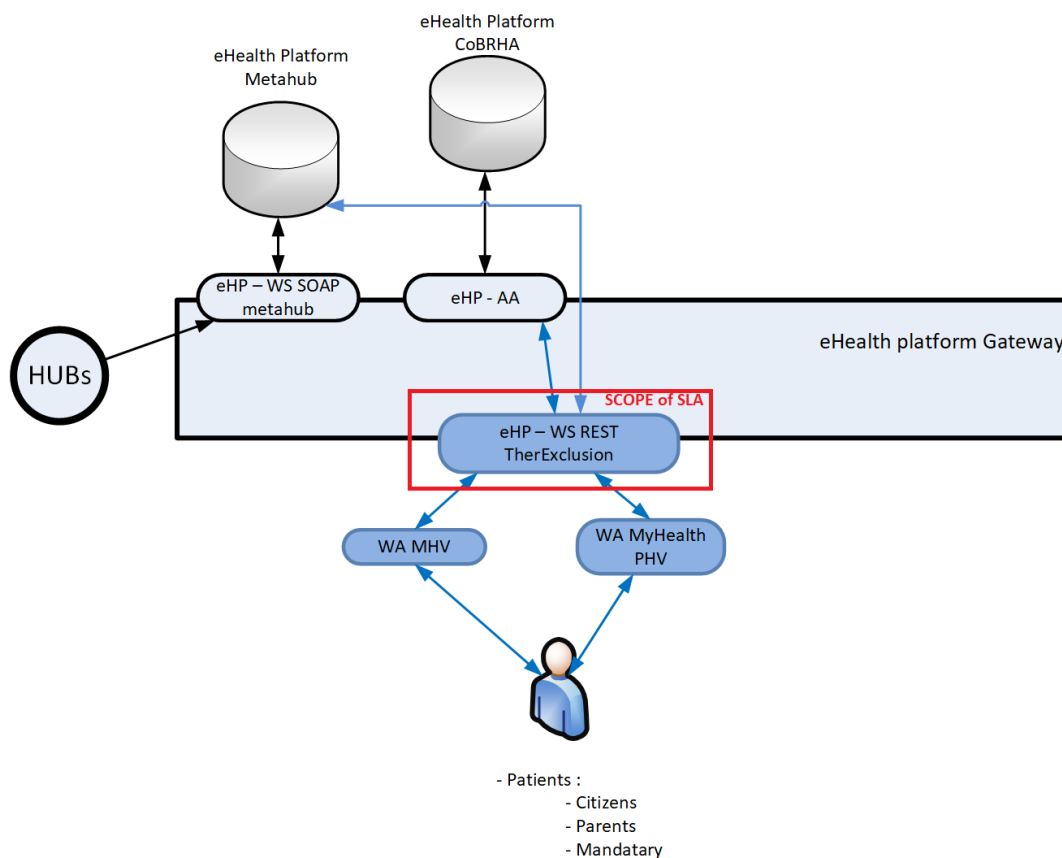 eHealth Platform
CoBRHA
eHealth Platform
Metahub
eHP – WS SOAP
metahub
eHP - AA
eHealth platform Gateway
HUBs
SCOPE of SLA
eHP – WS REST
TherExclusion
WA MHV
WA MyHealth
PHV
- Patients :
- Citizens
- Parents
- Mandatary